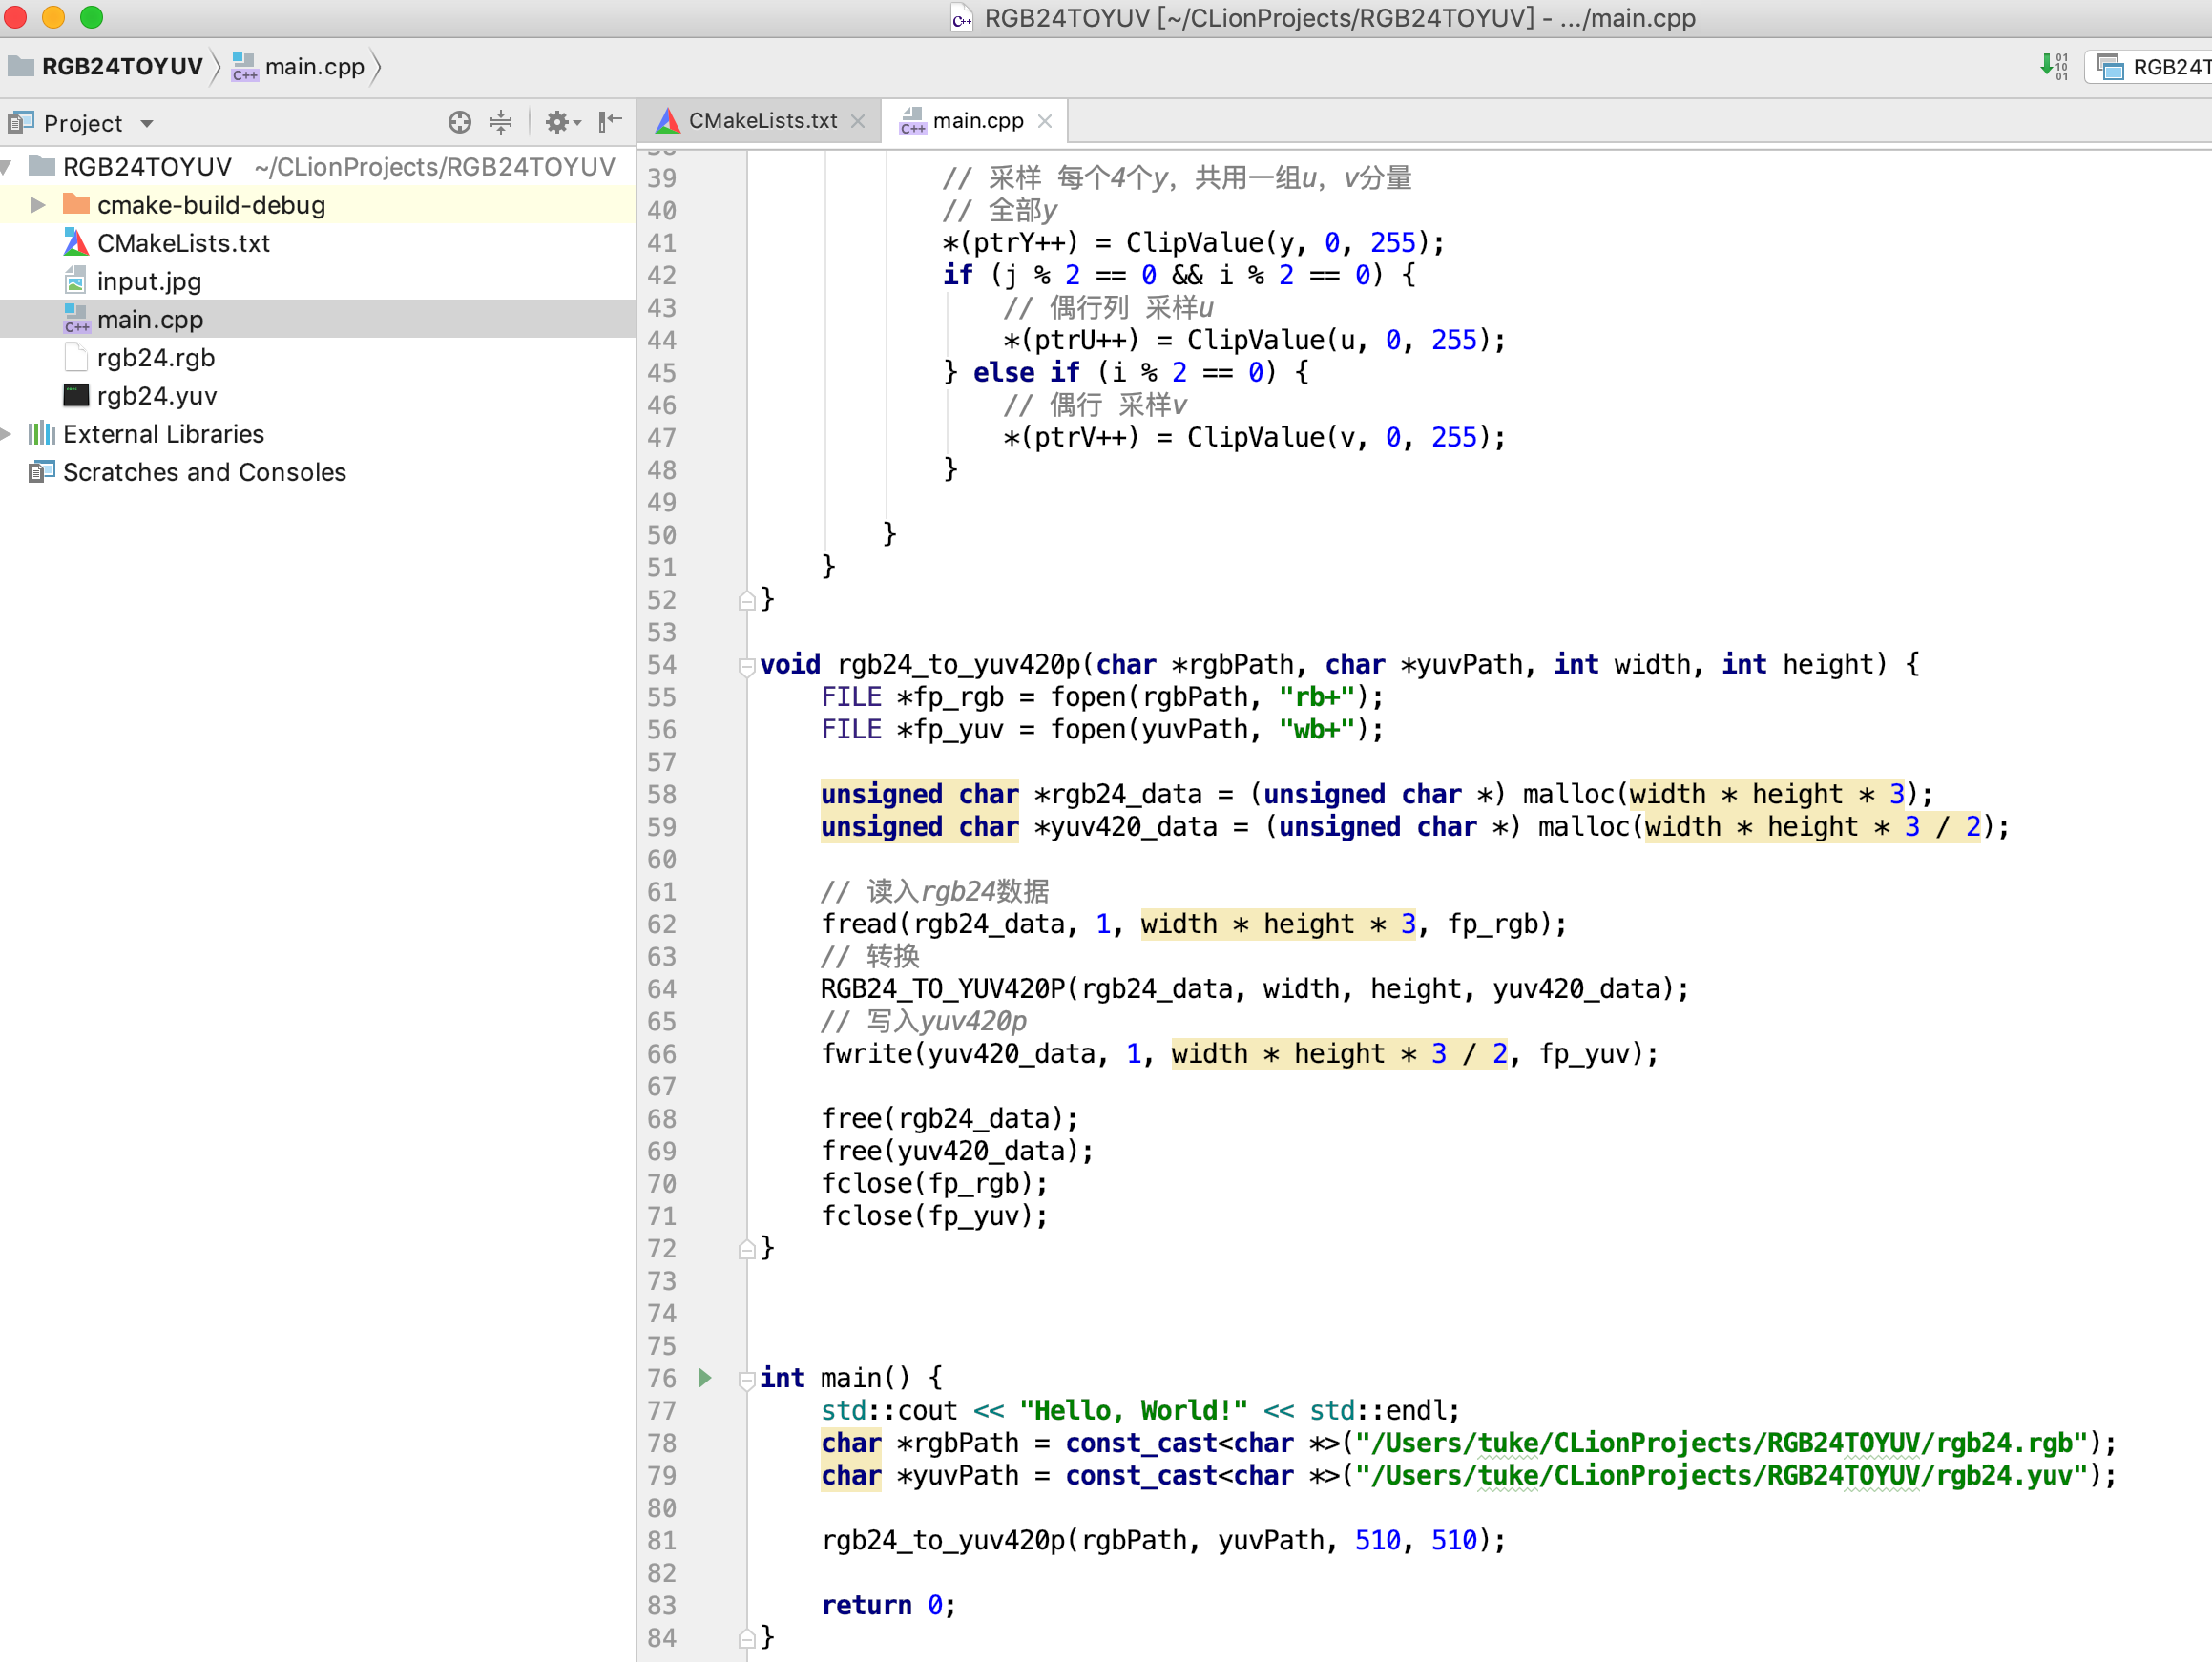 RGB24TOYUV [~/CLionProjects/RGB24TOYUV] - .../main.cpp
RGB24TOYUV
main.cpp
RGB24T
Project
CMakeLists.txt
main.cpp
RGB24TOYUV ~/CLionProjects/RGB24TOYUV
cmake-build-debug
CMakeLists.txt
input.jpg
main.cpp
rgb24.rgb
rgb24.yuv
External Libraries
Scratches and Consoles
39 // 采样 每个4个y，共用一组u，v分量
40 // 全部y
41 *(ptrY++) = ClipValue(y, 0, 255);
42 if (j % 2 == 0 && i % 2 == 0) {
43 // 偶行列 采样u
44 *(ptrU++) = ClipValue(u, 0, 255);
45 } else if (i % 2 == 0) {
46 // 偶行 采样v
47 *(ptrV++) = ClipValue(v, 0, 255);
48 }
49
50 }
51 }
52 }
53
54 void rgb24_to_yuv420p(char *rgbPath, char *yuvPath, int width, int height) {
55 FILE *fp_rgb = fopen(rgbPath, "rb+");
56 FILE *fp_yuv = fopen(yuvPath, "wb+");
57
58 unsigned char *rgb24_data = (unsigned char *) malloc(width * height * 3);
59 unsigned char *yuv420_data = (unsigned char *) malloc(width * height * 3 / 2);
60
61 // 读入rgb24数据
62 fread(rgb24_data, 1, width * height * 3, fp_rgb);
63 // 转换
64 RGB24_TO_YUV420P(rgb24_data, width, height, yuv420_data);
65 // 写入yuv420p
66 fwrite(yuv420_data, 1, width * height * 3 / 2, fp_yuv);
67
68 free(rgb24_data);
69 free(yuv420_data);
70 fclose(fp_rgb);
71 fclose(fp_yuv);
72 }
73
74
75
76 int main() {
77 std::cout << "Hello, World!" << std::endl;
78 char *rgbPath = const_cast<char *>("/Users/tuke/CLionProjects/RGB24TOYUV/rgb24.rgb");
79 char *yuvPath = const_cast<char *>("/Users/tuke/CLionProjects/RGB24TOYUV/rgb24.yuv");
80
81 rgb24_to_yuv420p(rgbPath, yuvPath, 510, 510);
82
83 return 0;
84 }